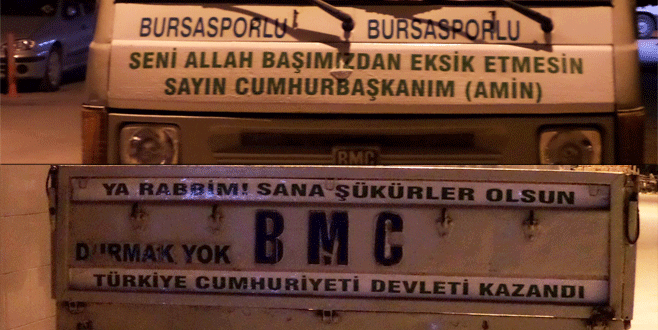 BURSASPORLU BURSASPORLU
SENİ ALLAH BAŞIMIZDAN EKSİK ETMESİN
SAYIN CUMHURBAŞKANIM (AMİN)
BMC
YA RABBİM! SANA ŞÜKÜRLER OLSUN
DURMAK YOK BMC
TÜRKİYE CUMHURİYETİ DEVLETİ KAZANDI